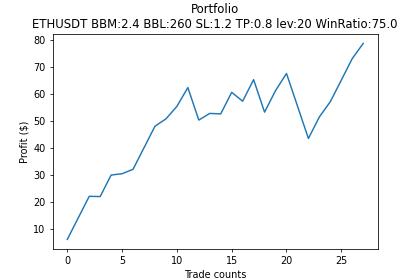 Portfolio
ETHUSDT BBM:2.4 BBL:260 SL:1.2 TP:0.8 lev:20 WinRatio:75.0
80
70
60
50
40
30
20
10
Profit ($)
0 5 10 15 20 25
Trade counts